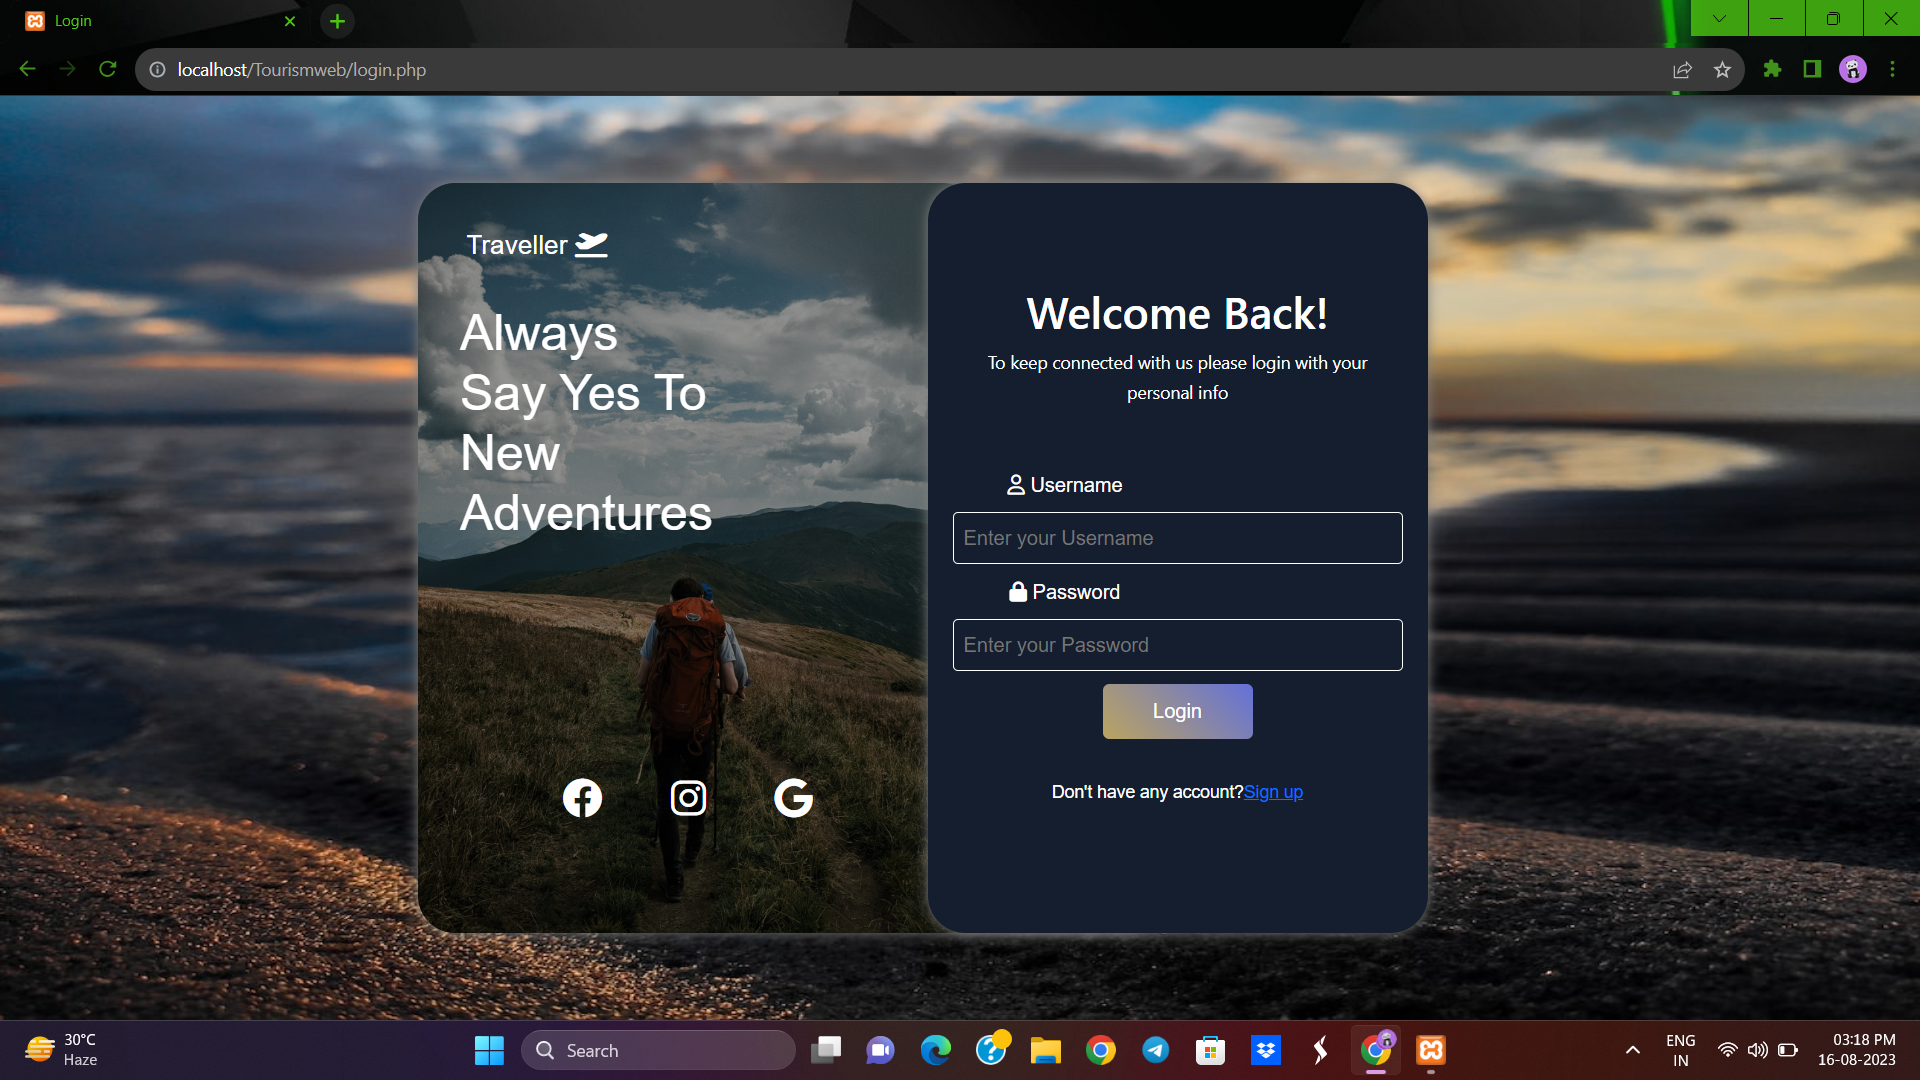 Login
localhost/Tourismweb/login.php
Traveller
Always
Say Yes To
New
Adventures
Welcome Back!
To keep connected with us please login with your
personal info
Username
Enter your Username
Password
Enter your Password
Login
Don't have any account?Sign up
30°C
Haze
Search
ENG
IN
03:18 PM
16-08-2023